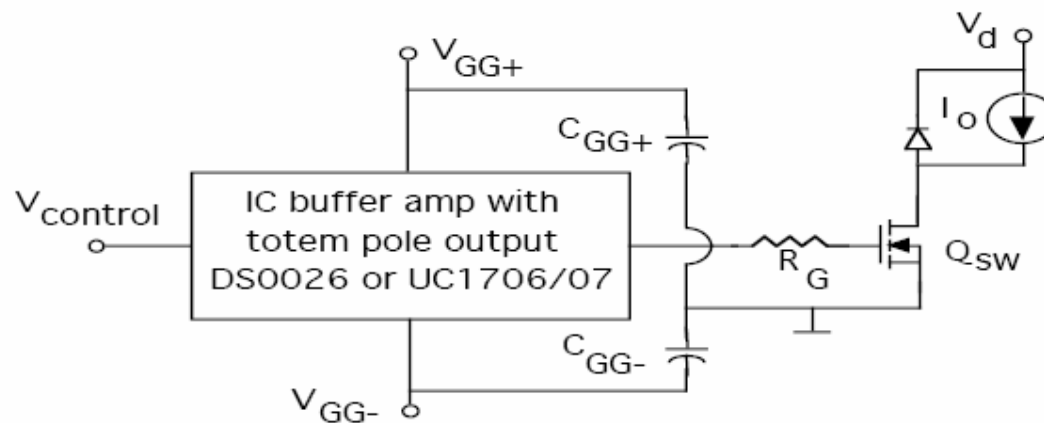 V_GG+
V_d
I_o
C_GG+
V_control
IC buffer amp with
totem pole output
DS0026 or UC1706/07
R_G
Q_SW
C_GG-
V_GG-